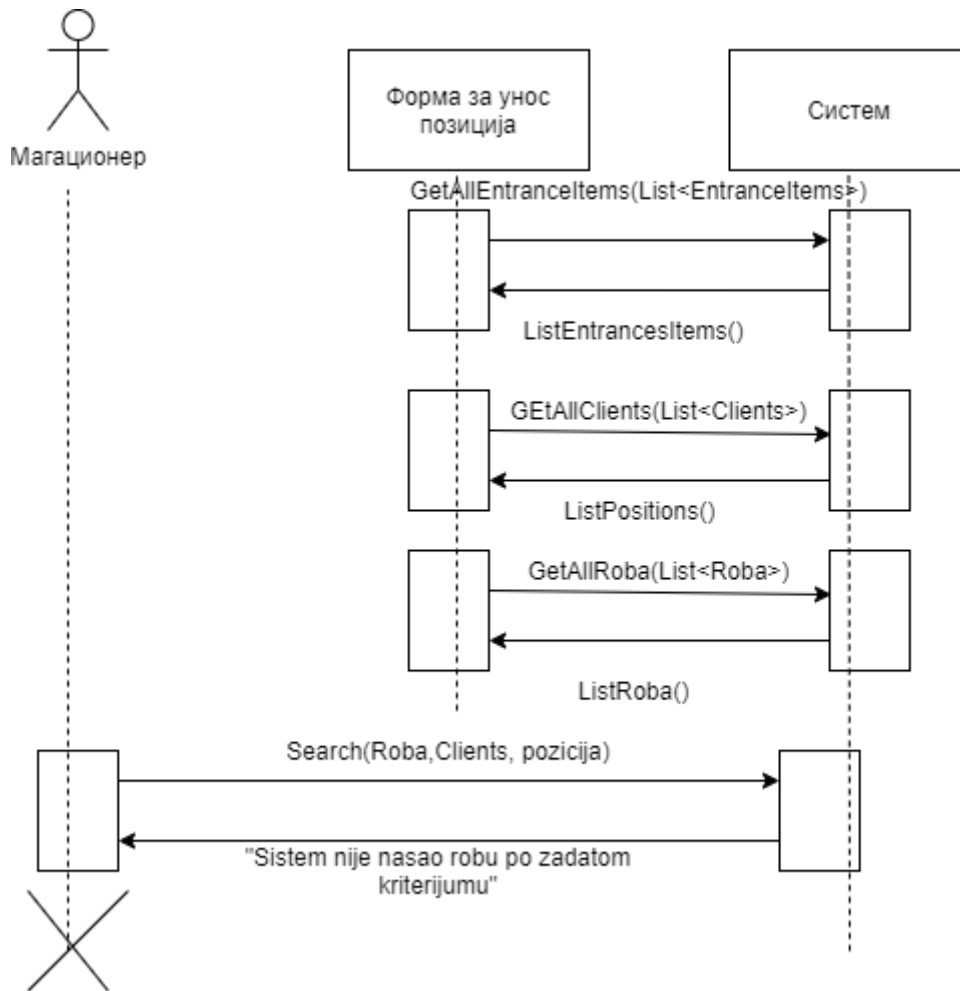 Магационер
Форма за унос
позиција
Систем
GetAllEntranceItems(List<EntranceItems>)
ListEntrancesItems()
GEtAllClients(List<Clients>)
ListPositions()
GetAllRoba(List<Roba>)
ListRoba()
Search(Roba,Clients, pozicija)
"Sistem nije nasao robu po zadatom
kriterijumu"